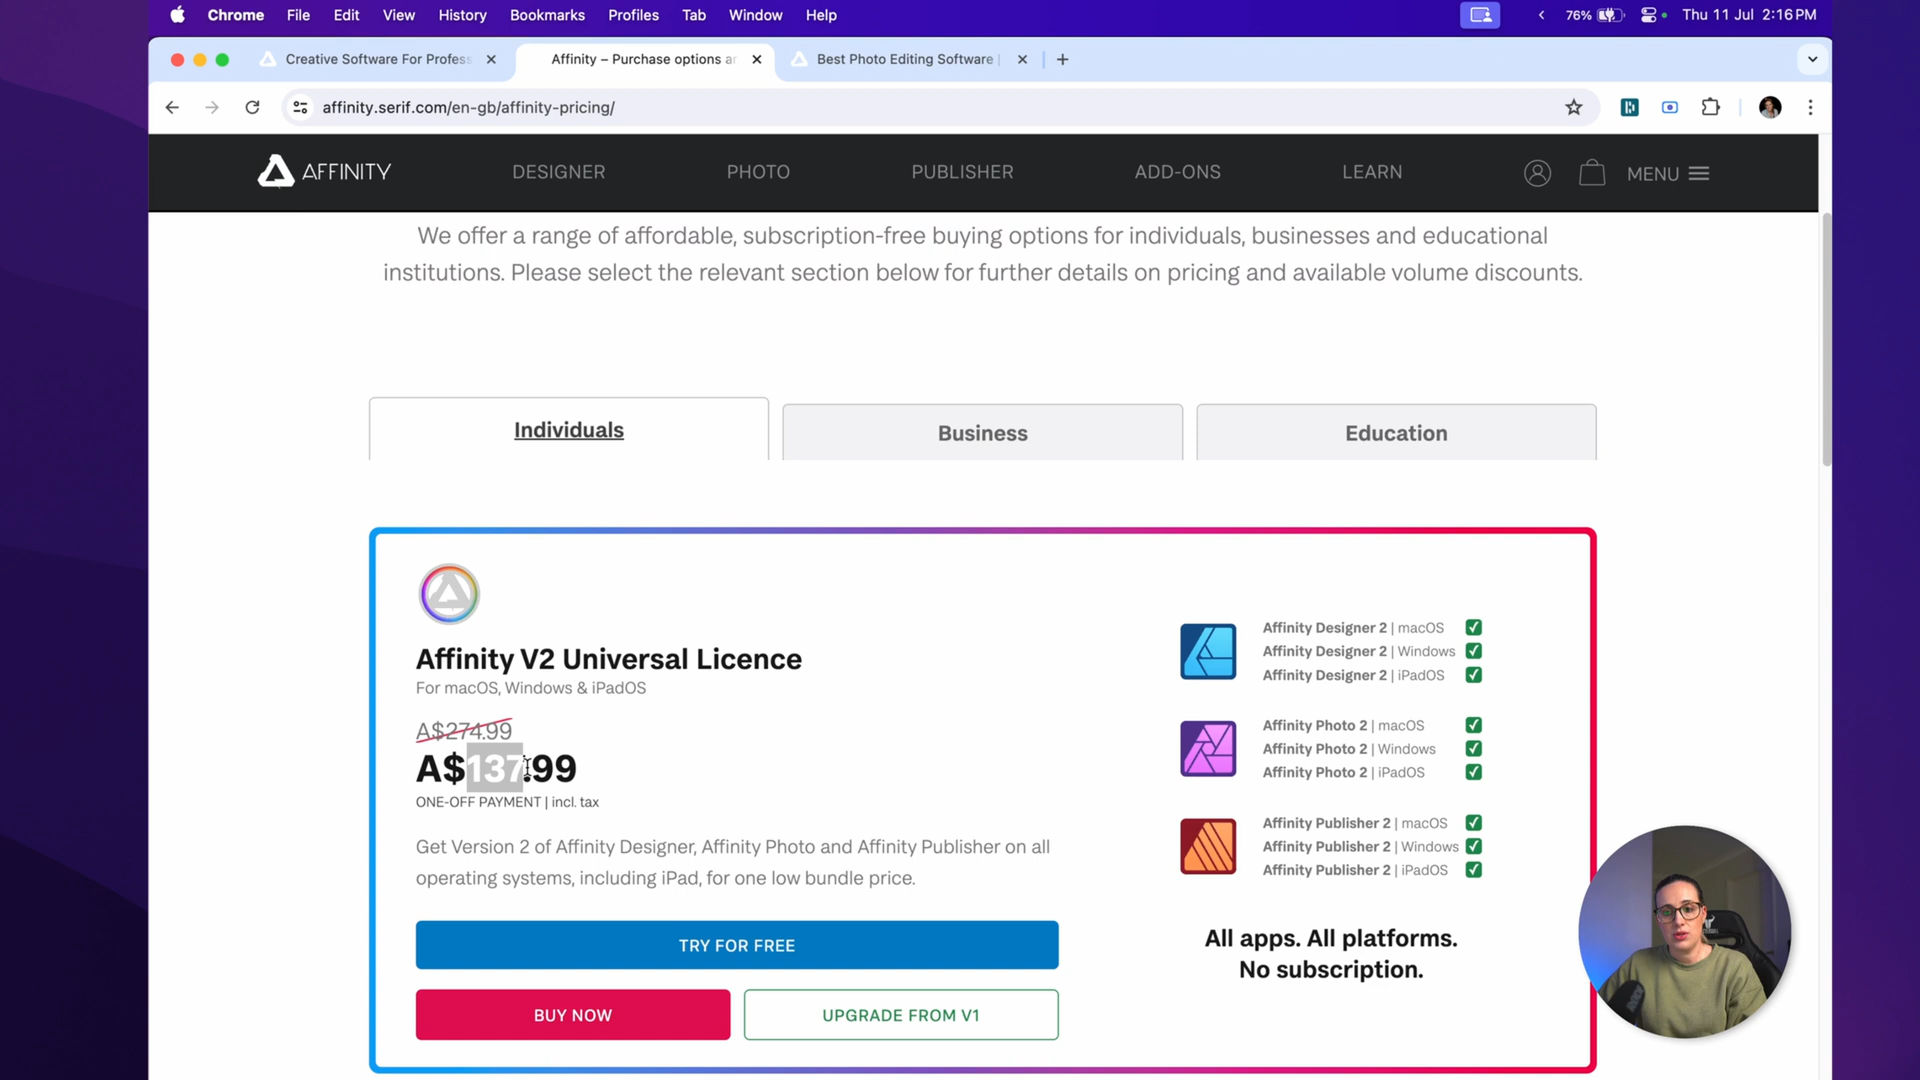 Chrome File Edit View History Bookmarks Profiles Tab Window Help
76% Thu 11 Jul 2:16 PM
Creative Software For Profess
Affinity – Purchase options ar
Best Photo Editing Software
affinity.serif.com/en-gb/affinity-pricing/
AFFINITY
DESIGNER
PHOTO
PUBLISHER
ADD-ONS
LEARN
MENU
We offer a range of affordable, subscription-free buying options for individuals, businesses and educational
institutions. Please select the relevant section below for further details on pricing and available volume discounts.
Individuals
Business
Education
Affinity V2 Universal Licence
For macOS, Windows & iPadOS
A$274.99
A$137.99
ONE-OFF PAYMENT | incl. tax
Get Version 2 of Affinity Designer, Affinity Photo and Affinity Publisher on all
operating systems, including iPad, for one low bundle price.
TRY FOR FREE
BUY NOW
UPGRADE FROM V1
Affinity Designer 2 | macOS
Affinity Designer 2 | Windows
Affinity Designer 2 | iPadOS
Affinity Photo 2 | macOS
Affinity Photo 2 | Windows
Affinity Photo 2 | iPadOS
Affinity Publisher 2 | macOS
Affinity Publisher 2 | Windows
Affinity Publisher 2 | iPadOS
All apps. All platforms.
No subscription.